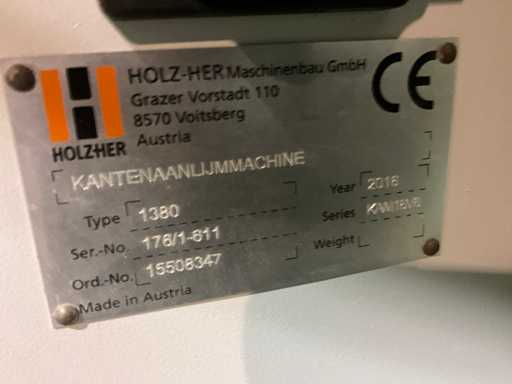 HOLZ-HER Maschinenbau GmbH
Grazer Vorstadt 110
8570 Voitsberg
Austria
CE
HOLZ-HER
KANTENAANLIJMMACHINE
Type 1380
Year 2016
Ser.-No. 176/1-611
Series
Ord.-No. 15508347
Weight
Made in Austria